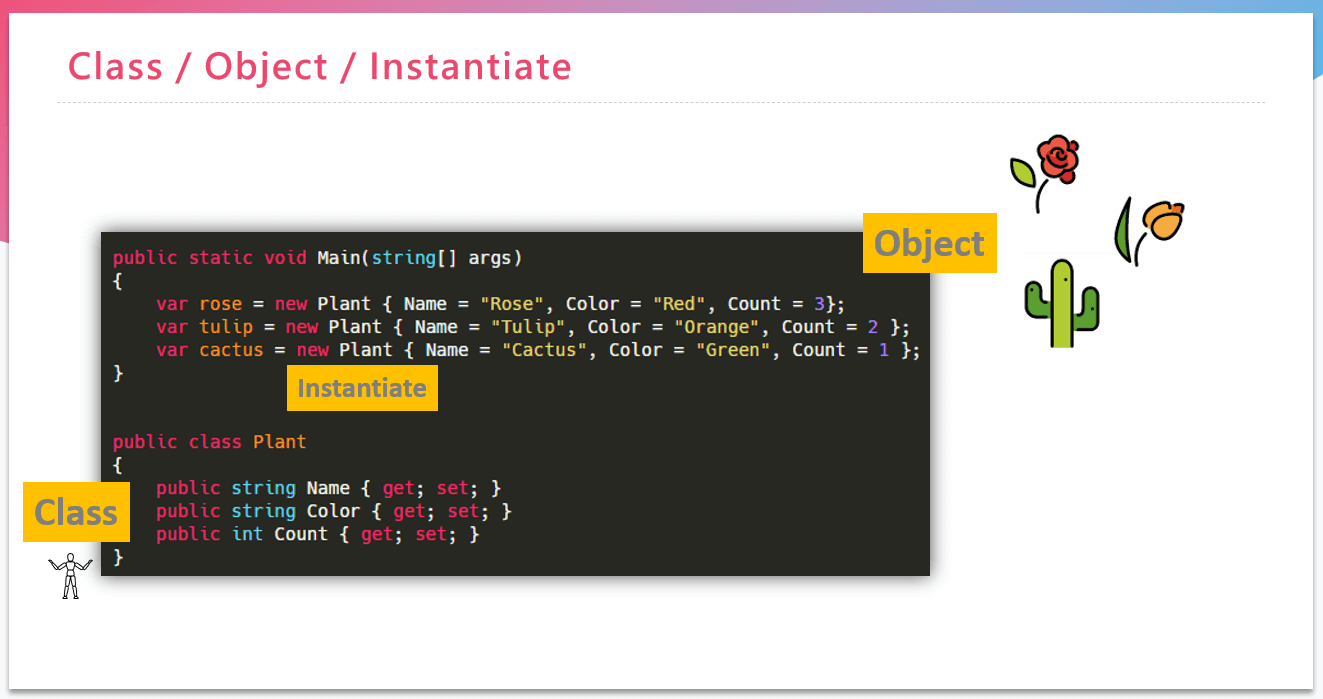 Class / Object / Instantiate
Object
public static void Main(string[] args)
{
var rose = new Plant { Name = "Rose", Color = "Red", Count = 3};
var tulip = new Plant { Name = "Tulip", Color = "Orange", Count = 2 };
var cactus = new Plant { Name = "Cactus", Color = "Green", Count = 1 };
}
Instantiate
public class Plant
{
Class
public string Name { get; set; }
public string Color { get; set; }
public int Count { get; set; }
}